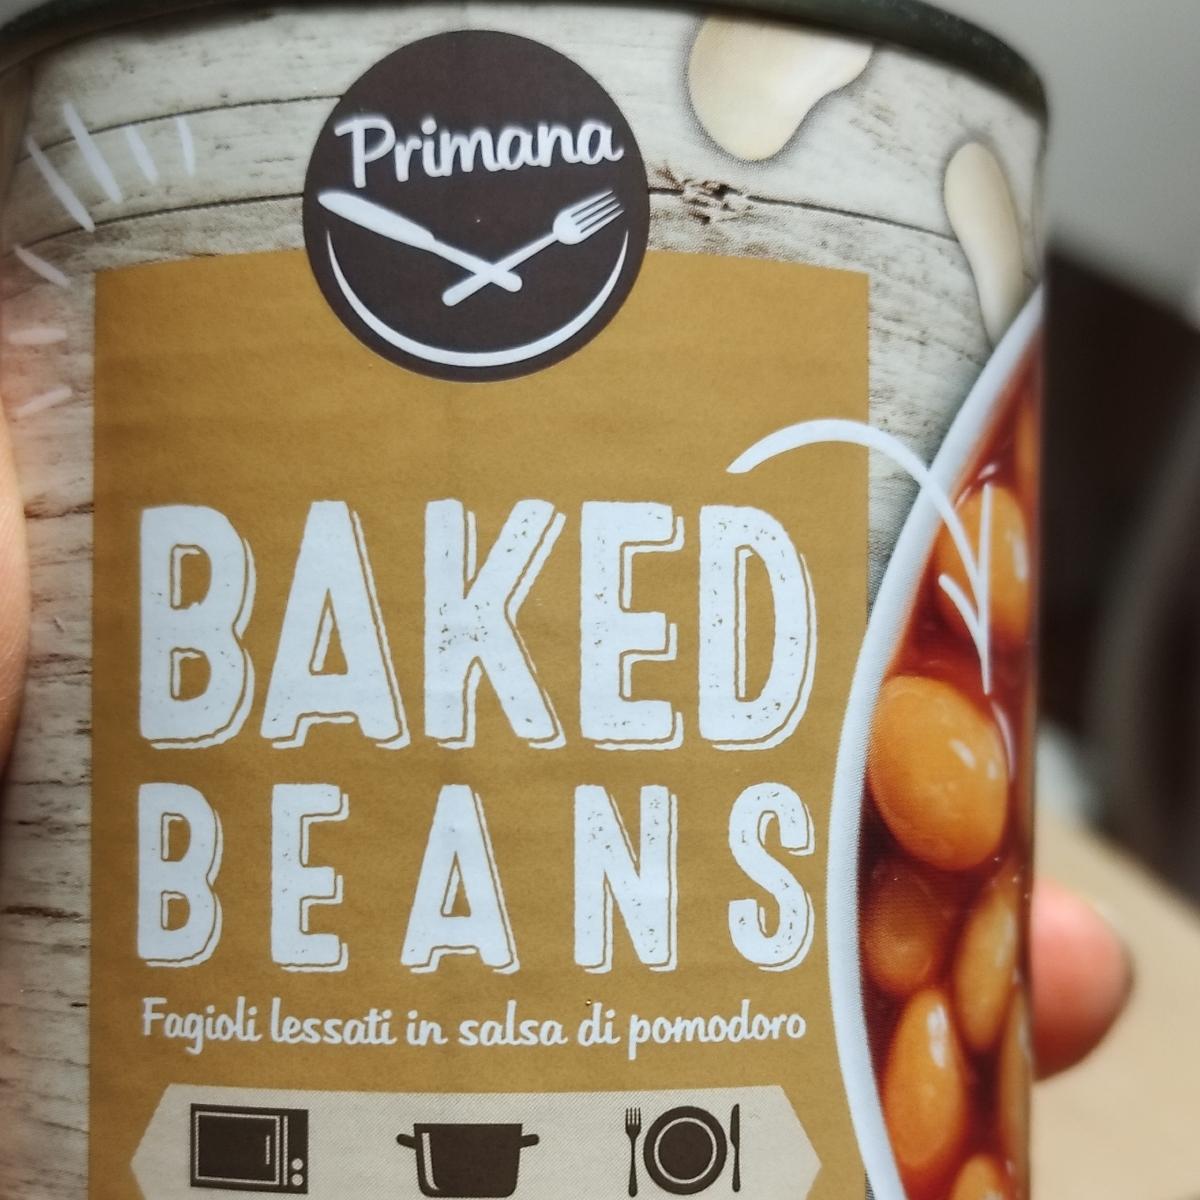 Primana
BAKED
BEANS
Fagioli lessati in salsa di pomodoro